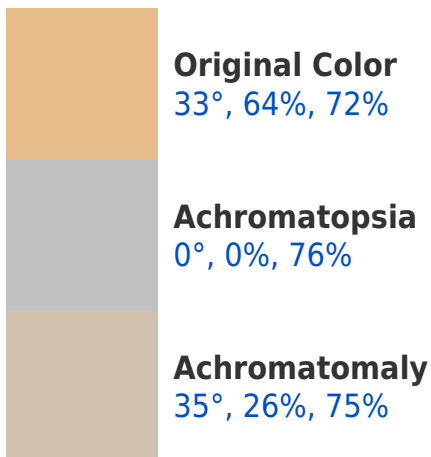 Original Color
33°, 64%, 72%
Achromatopsia
0°, 0%, 76%
Achromatomaly
35°, 26%, 75%